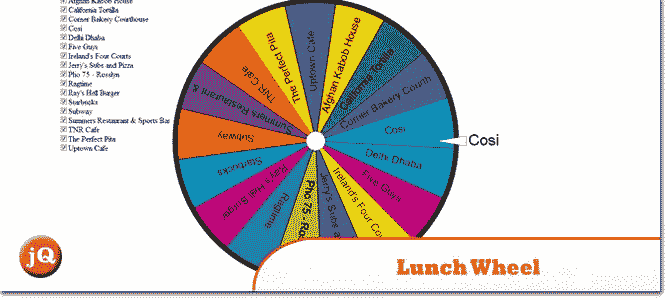 Afghan Kabob House
California Tortilla
Corner Bakery Courthouse
Cosi
Delhi Dhaba
Five Guys
Ireland's Four Courts
Jerry's Subs and Pizza
Pho 75 - Rosslyn
Ragtime
Ray's Hell Burger
Starbucks
Subway
Summers Restaurant & Sports Bar
TNR Cafe
The Perfect Pita
Uptown Cafe
Uptown Cafe
Afghan Kabob House
California Tortilla
Corner Bakery Courth
Cosi
Delhi Dhaba
Five Guys
Ireland's Four Cou
Jerry's Subs a
Pho 75 - Ros
Ragtime
Ray's Hell Burger
Starbucks
Subway
Summers Restaurant &
TNR Cafe
The Perfect Pita
Cosi
jQ
Lunch Wheel